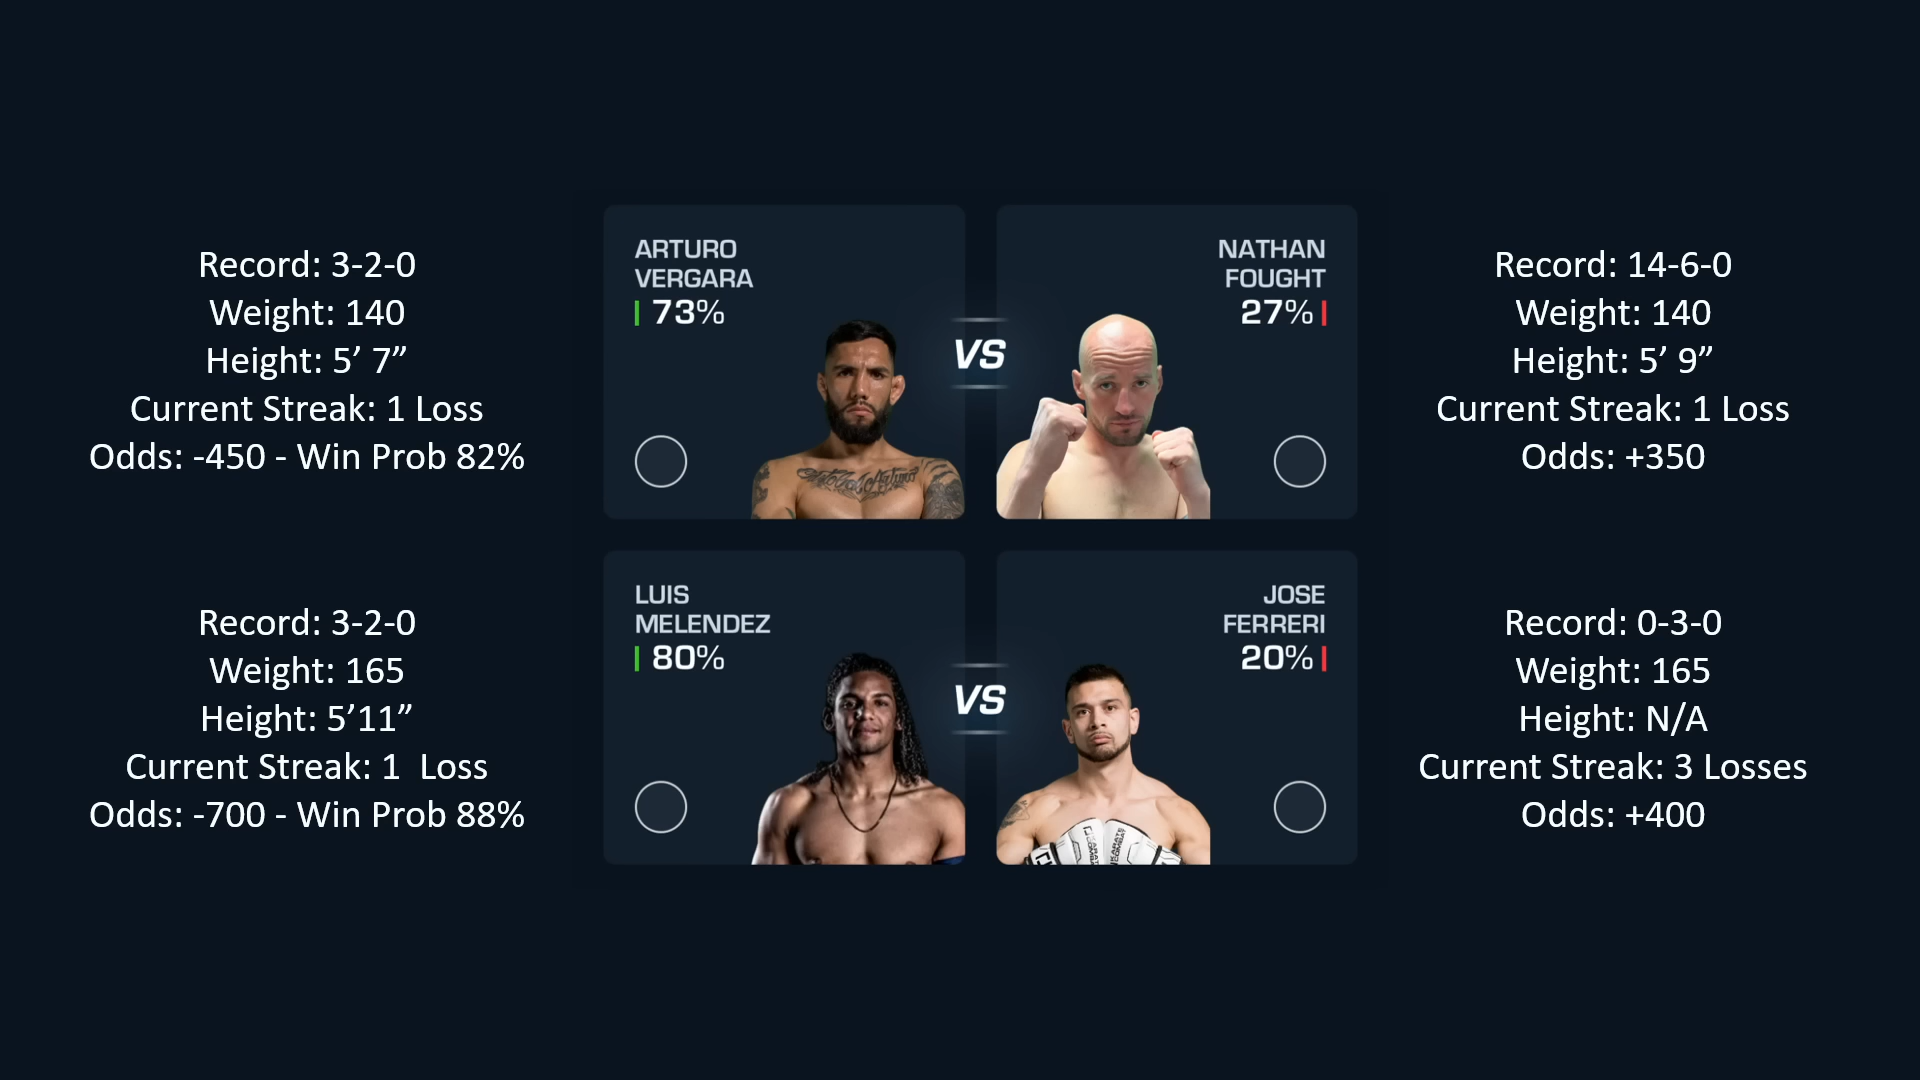 Record: 3-2-0
Weight: 140
Height: 5’ 7”
Current Streak: 1 Loss
Odds: -450 - Win Prob 82%
ARTURO
VERGARA
73%
VS
NATHAN
FOUGHT
27%
Record: 14-6-0
Weight: 140
Height: 5’ 9”
Current Streak: 1 Loss
Odds: +350
Record: 3-2-0
Weight: 165
Height: 5’11”
Current Streak: 1  Loss
Odds: -700 - Win Prob 88%
LUIS
MELENDEZ
80%
VS
JOSE
FERRERI
20%
KARATE
COMBAT
KARATE
COMBAT
Record: 0-3-0
Weight: 165
Height: N/A
Current Streak: 3 Losses
Odds: +400